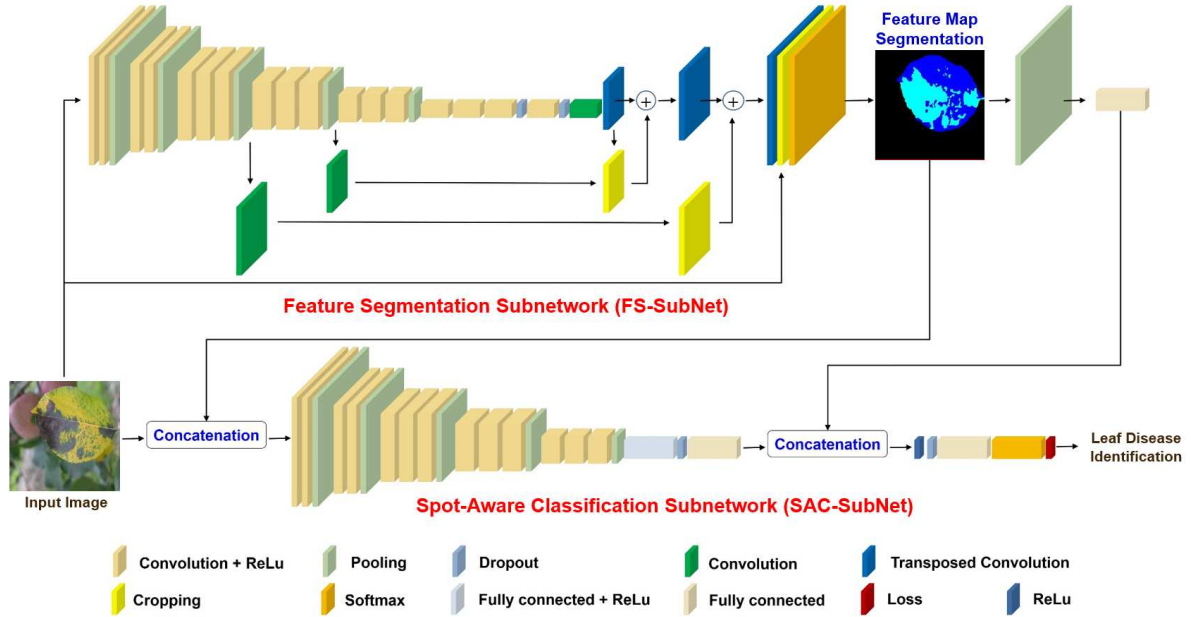 Feature Map
Segmentation
+
+
Feature Segmentation Subnetwork (FS-SubNet)
Input Image
Concatenation
Concatenation
Leaf Disease
Identification
Spot-Aware Classification Subnetwork (SAC-SubNet)
Convolution + ReLu
Pooling
Dropout
Convolution
Transposed Convolution
Cropping
Softmax
Fully connected + ReLu
Fully connected
Loss
ReLu